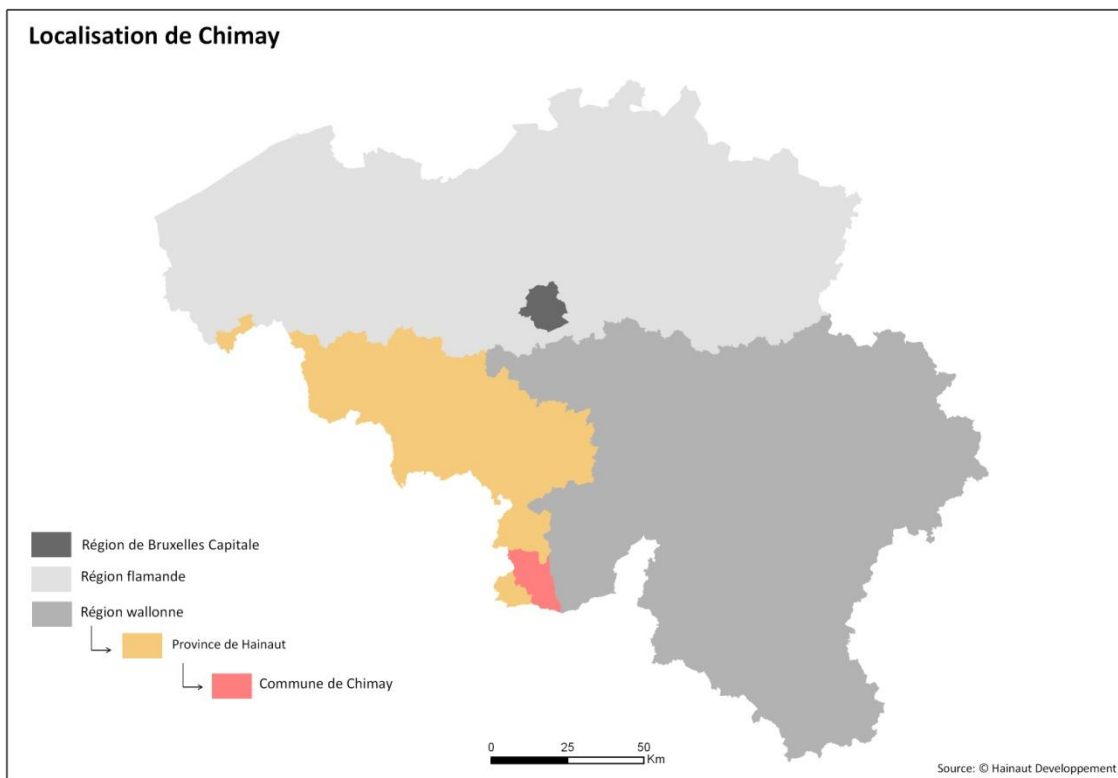 Localisation de Chimay
Région de Bruxelles Capitale
Région flamande
Région wallonne
Province de Hainaut
Commune de Chimay
0 25 50
Km
Source: © Hainaut Developpement